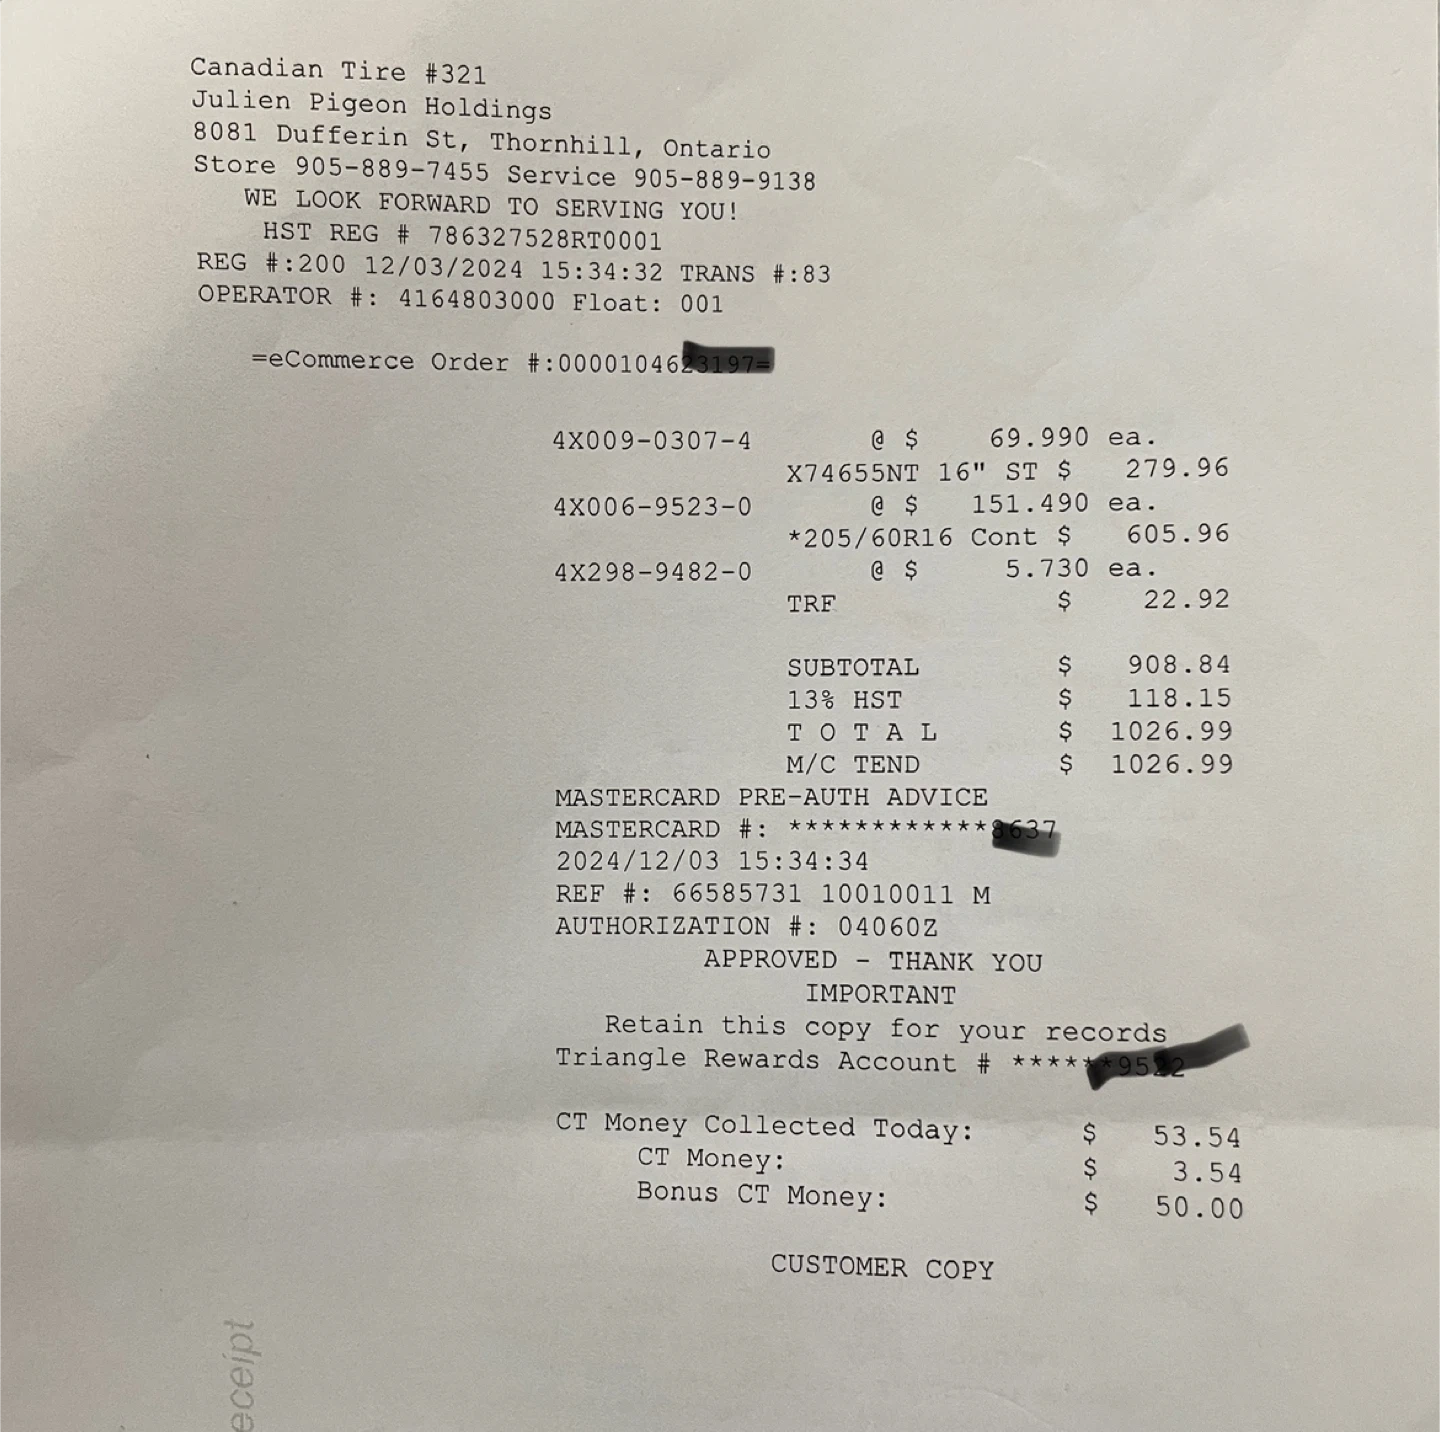 Canadian Tire #321
Julien Pigeon Holdings
8081 Dufferin St, Thornhill, Ontario
Store 905-889-7455 Service 905-889-9138
WE LOOK FORWARD TO SERVING YOU!
HST REG # 786327528RT0001
REG #:200 12/03/2024 15:34:32 TRANS #:83
OPERATOR #: 4164803000 Float: 001
=eCommerce Order #:0000104623197=
4X009-0307-4 @ $ 69.990 ea.
X74655NT 16" ST $ 279.96
4X006-9523-0 @ $ 151.490 ea.
*205/60R16 Cont $ 605.96
4X298-9482-0 @ $ 5.730 ea.
TRF $ 22.92
SUBTOTAL $ 908.84
13% HST $ 118.15
T O T A L $ 1026.99
M/C TEND $ 1026.99
MASTERCARD PRE-AUTH ADVICE
MASTERCARD #: ************8637
2024/12/03 15:34:34
REF #: 66585731 10010011 M
AUTHORIZATION #: 04060Z
APPROVED - THANK YOU
IMPORTANT
Retain this copy for your records
Triangle Rewards Account # ******9522
CT Money Collected Today: $ 53.54
CT Money: $ 3.54
Bonus CT Money: $ 50.00
CUSTOMER COPY
eceipt